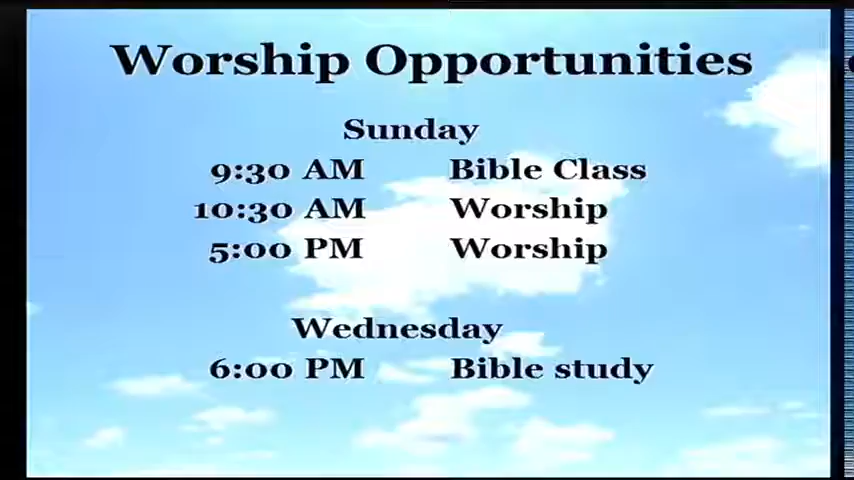 Worship Opportunities
Sunday
9:30 AM Bible Class
10:30 AM Worship
5:00 PM Worship
Wednesday
6:00 PM Bible study